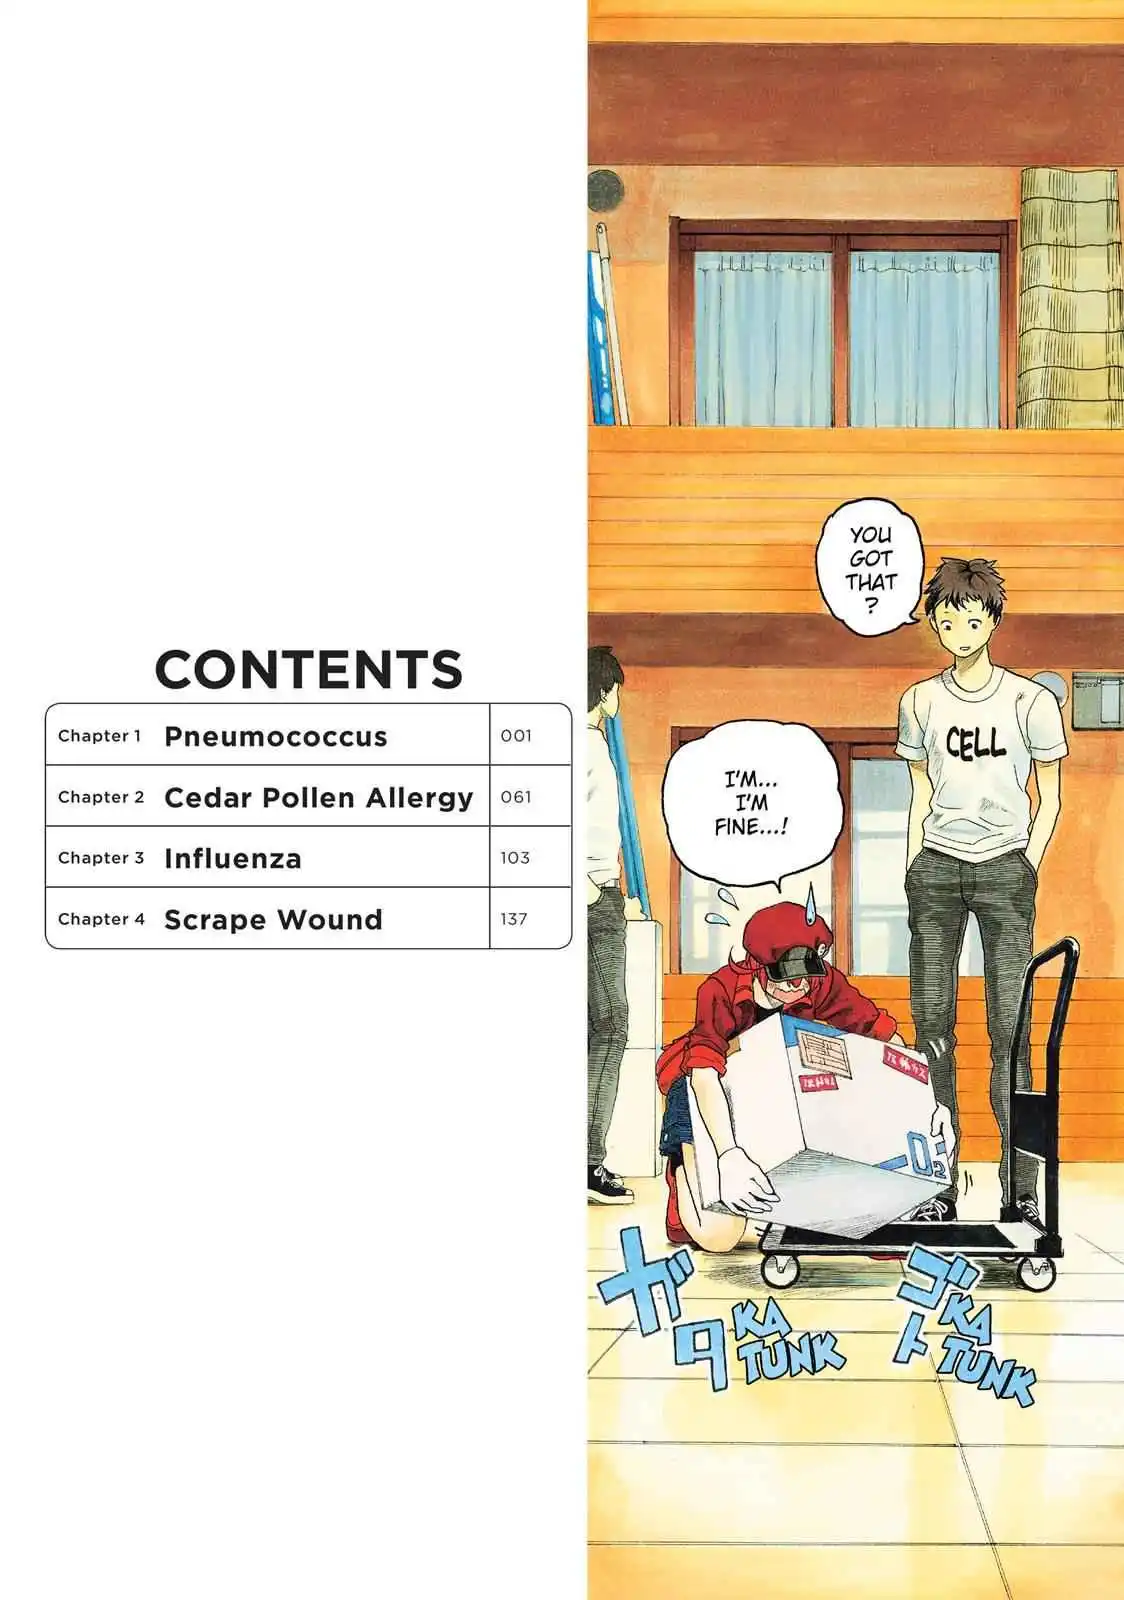 CONTENTS
Chapter 1 Pneumococcus 001
Chapter 2 Cedar Pollen Allergy 061
Chapter 3 Influenza 103
Chapter 4 Scrape Wound 137
YOU
GOT
THAT
?
CELL
I'M...
I'M
FINE...!
O2
ガタ
KA
TUNK
ゴト
KA
TUNK